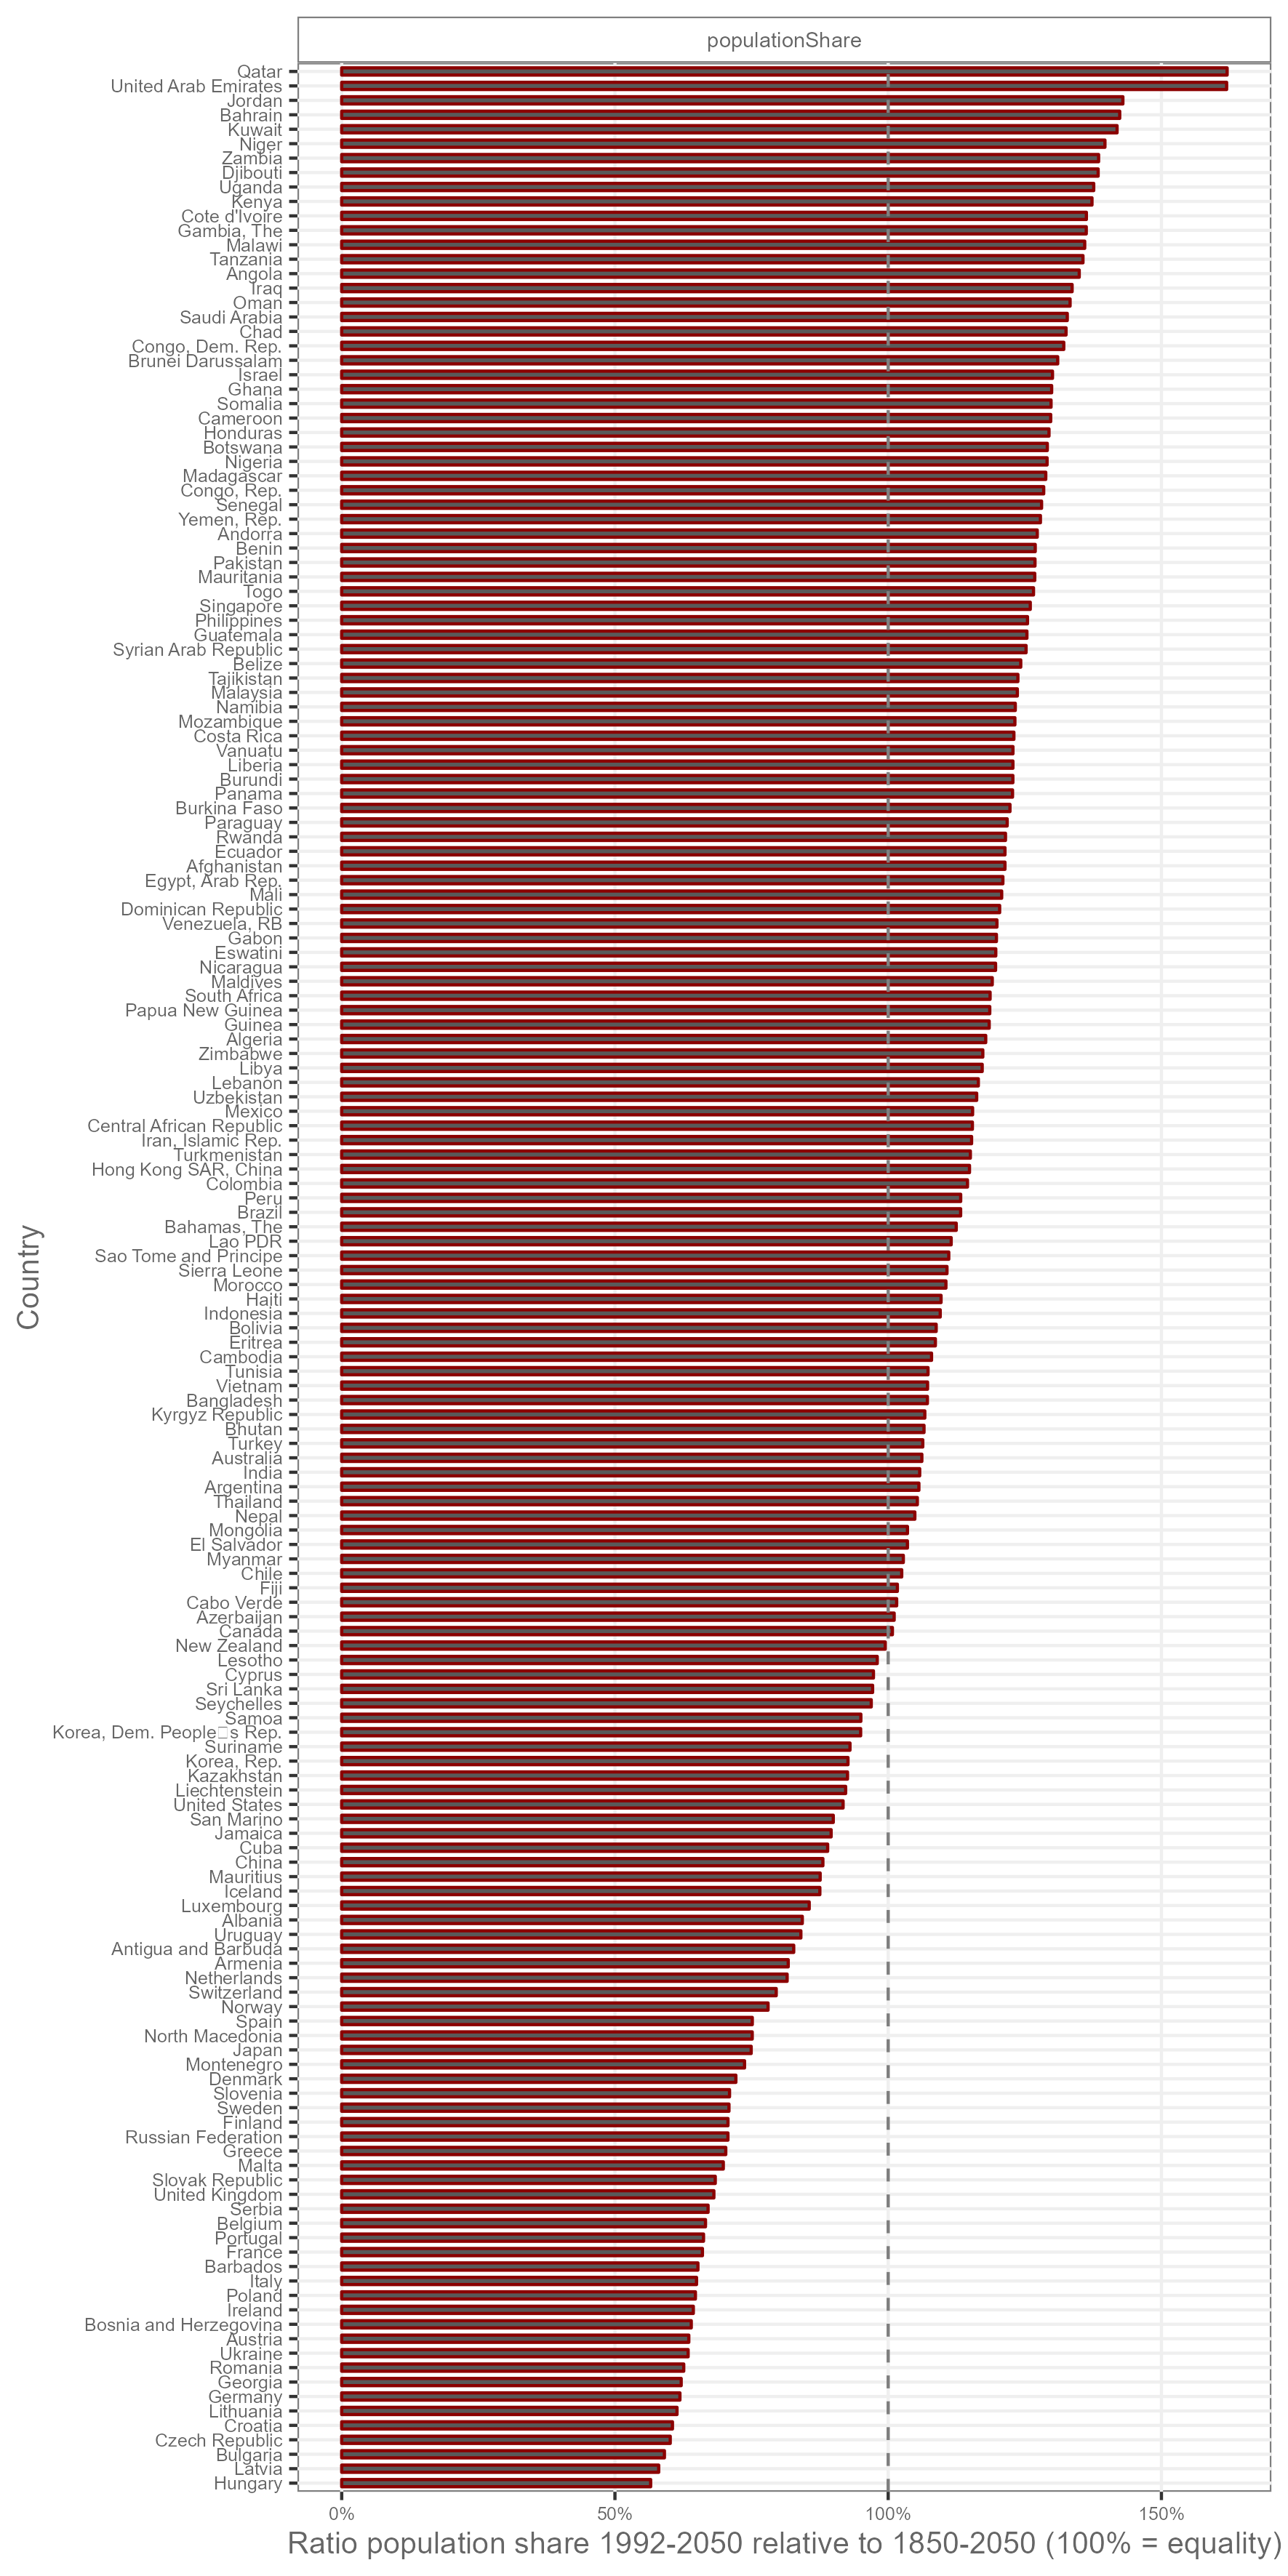 populationShare
Qatar
United Arab Emirates
Jordan
Bahrain
Kuwait
Niger
Zambia
Djibouti
Uganda
Kenya
Cote d'Ivoire
Gambia, The
Malawi
Tanzania
Angola
Iraq
Oman
Saudi Arabia
Chad
Congo, Dem. Rep.
Brunei Darussalam
Israel
Ghana
Somalia
Cameroon
Honduras
Botswana
Nigeria
Madagascar
Congo, Rep.
Senegal
Yemen, Rep.
Andorra
Benin
Pakistan
Mauritania
Togo
Singapore
Philippines
Guatemala
Syrian Arab Republic
Belize
Tajikistan
Malaysia
Namibia
Mozambique
Costa Rica
Vanuatu
Liberia
Burundi
Panama
Burkina Faso
Paraguay
Rwanda
Ecuador
Afghanistan
Egypt, Arab Rep.
Mali
Dominican Republic
Venezuela, RB
Gabon
Eswatini
Nicaragua
Maldives
South Africa
Papua New Guinea
Guinea
Algeria
Zimbabwe
Libya
Lebanon
Uzbekistan
Mexico
Central African Republic
Iran, Islamic Rep.
Turkmenistan
Hong Kong SAR, China
Colombia
Peru
Brazil
Bahamas, The
Lao PDR
Sao Tome and Principe
Sierra Leone
Morocco
Haiti
Indonesia
Bolivia
Eritrea
Cambodia
Tunisia
Vietnam
Bangladesh
Kyrgyz Republic
Bhutan
Turkey
Australia
India
Argentina
Thailand
Nepal
Mongolia
El Salvador
Myanmar
Chile
Fiji
Cabo Verde
Azerbaijan
Canada
New Zealand
Lesotho
Cyprus
Sri Lanka
Seychelles
Samoa
Korea, Dem. People□s Rep.
Suriname
Korea, Rep.
Kazakhstan
Liechtenstein
United States
San Marino
Jamaica
Cuba
China
Mauritius
Iceland
Luxembourg
Albania
Uruguay
Antigua and Barbuda
Armenia
Netherlands
Switzerland
Norway
Spain
North Macedonia
Japan
Montenegro
Denmark
Slovenia
Sweden
Finland
Russian Federation
Greece
Malta
Slovak Republic
United Kingdom
Serbia
Belgium
Portugal
France
Barbados
Italy
Poland
Ireland
Bosnia and Herzegovina
Austria
Ukraine
Romania
Georgia
Germany
Lithuania
Croatia
Czech Republic
Bulgaria
Latvia
Hungary
Country
0% 50% 100% 150%
Ratio population share 1992-2050 relative to 1850-2050 (100% = equality)